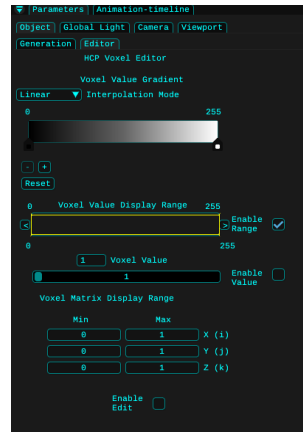 Parameters Animation-timeline
Object Global Light Camera Viewport
Generation Editor
HCP Voxel Editor
Voxel Value Gradient
Linear ▼ Interpolation Mode
0 255
- +
Reset
0 Voxel Value Display Range 255
< > Enable Range
0 255
1 Voxel Value
1 Enable Value
Voxel Matrix Display Range
Min Max
0 1 X (i)
0 1 Y (j)
0 1 Z (k)
Enable
Edit